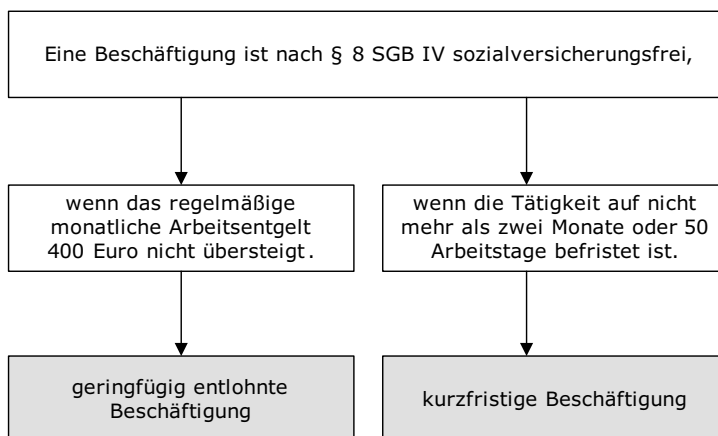 Eine Beschäftigung ist nach § 8 SGB IV sozialversicherungsfrei,
wenn das regelmäßige
monatliche Arbeitsentgelt
400 Euro nicht übersteigt.
wenn die Tätigkeit auf nicht
mehr als zwei Monate oder 50
Arbeitstage befristet ist.
geringfügig entlohnte
Beschäftigung
kurzfristige Beschäftigung